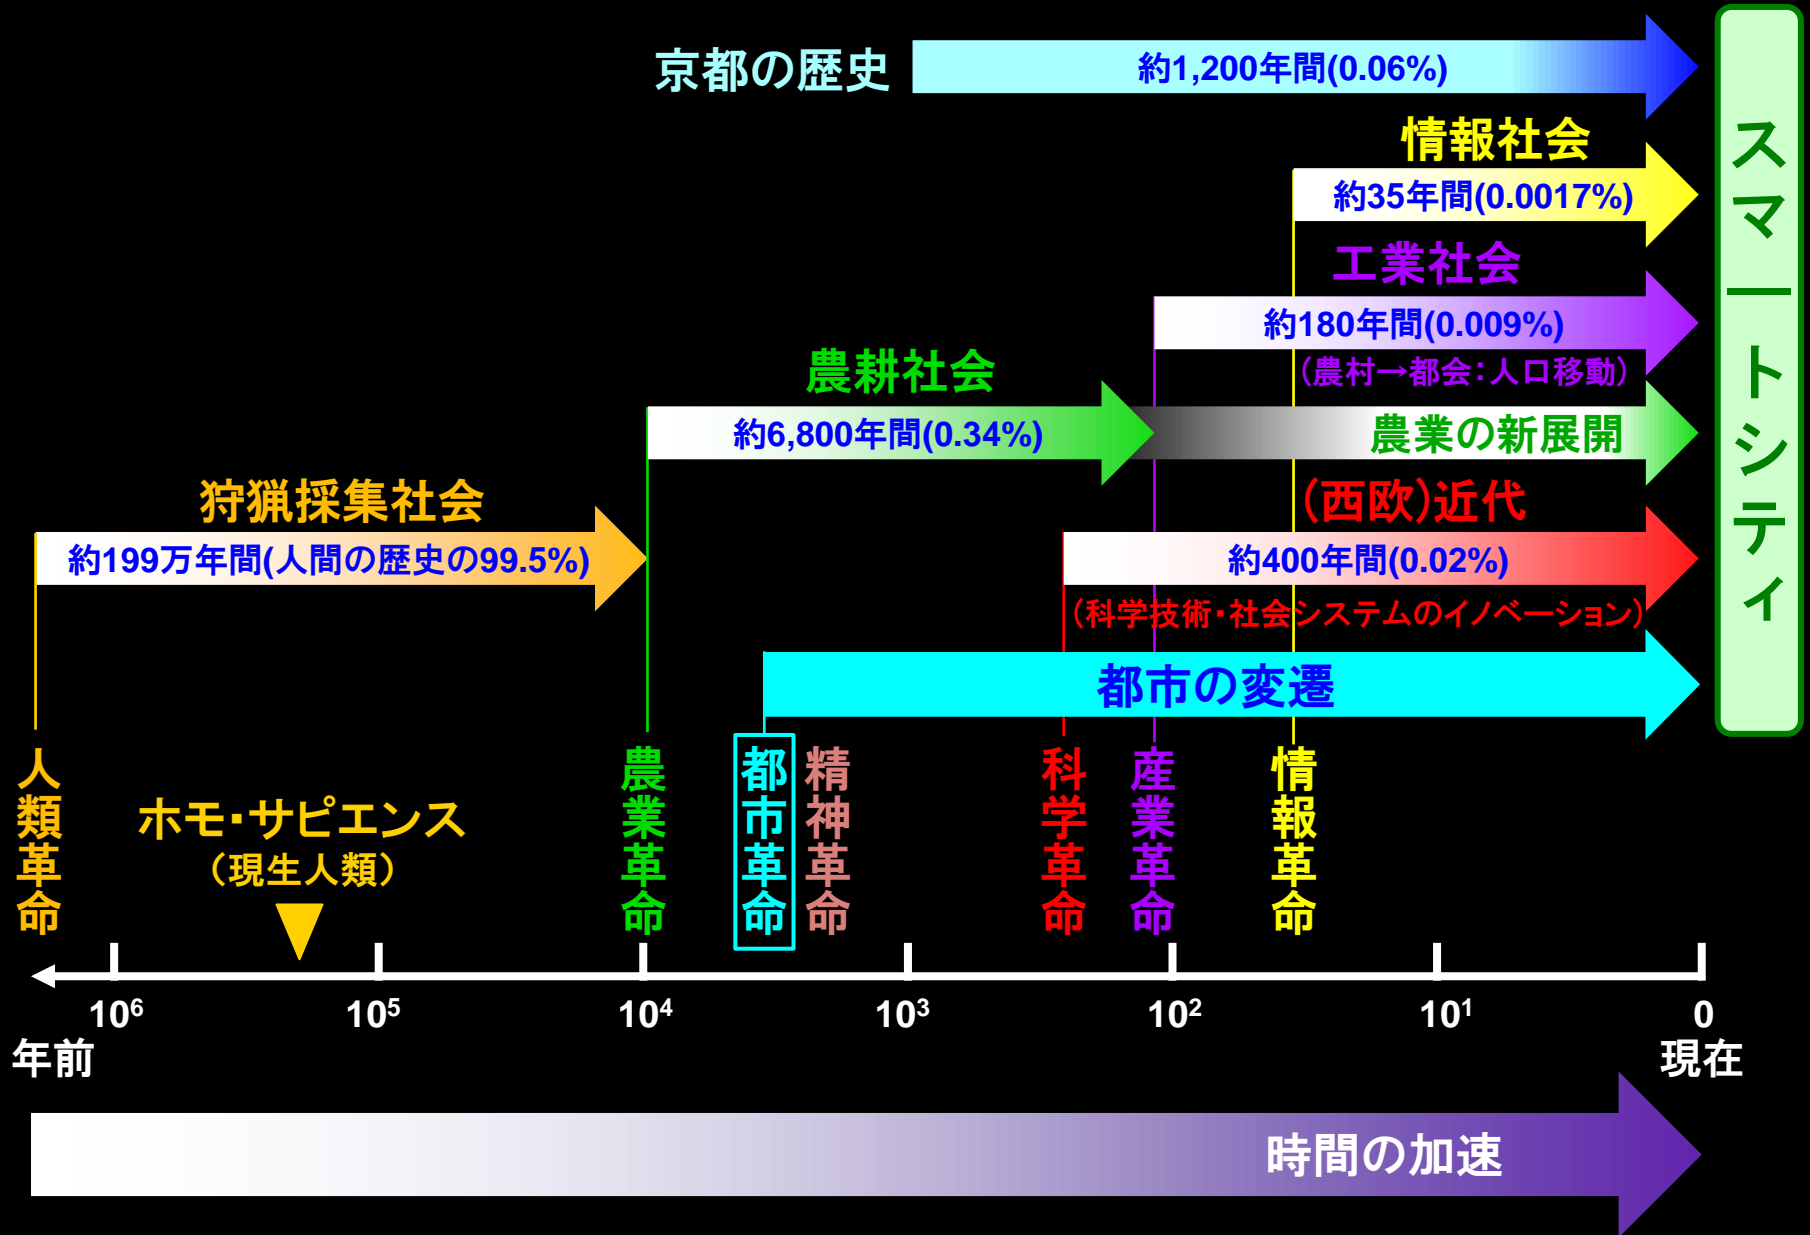 京都の歴史
約1,200年間(0.06%)
スマートシティ
情報社会
約35年間(0.0017%)
工業社会
約180年間(0.009%)
（農村→都会：人口移動）
農耕社会
約6,800年間(0.34%)
農業の新展開
狩猟採集社会
約199万年間(人間の歴史の99.5%)
（西欧）近代
約400年間(0.02%)
（科学技術・社会システムのイノベーション）
都市の変遷
人類革命
ホモ・サピエンス
（現生人類）
農業革命
都市革命
精神革命
科学革命
産業革命
情報革命
10⁶ 10⁵ 10⁴ 10³ 10² 10¹ 0
年前 現在
時間の加速